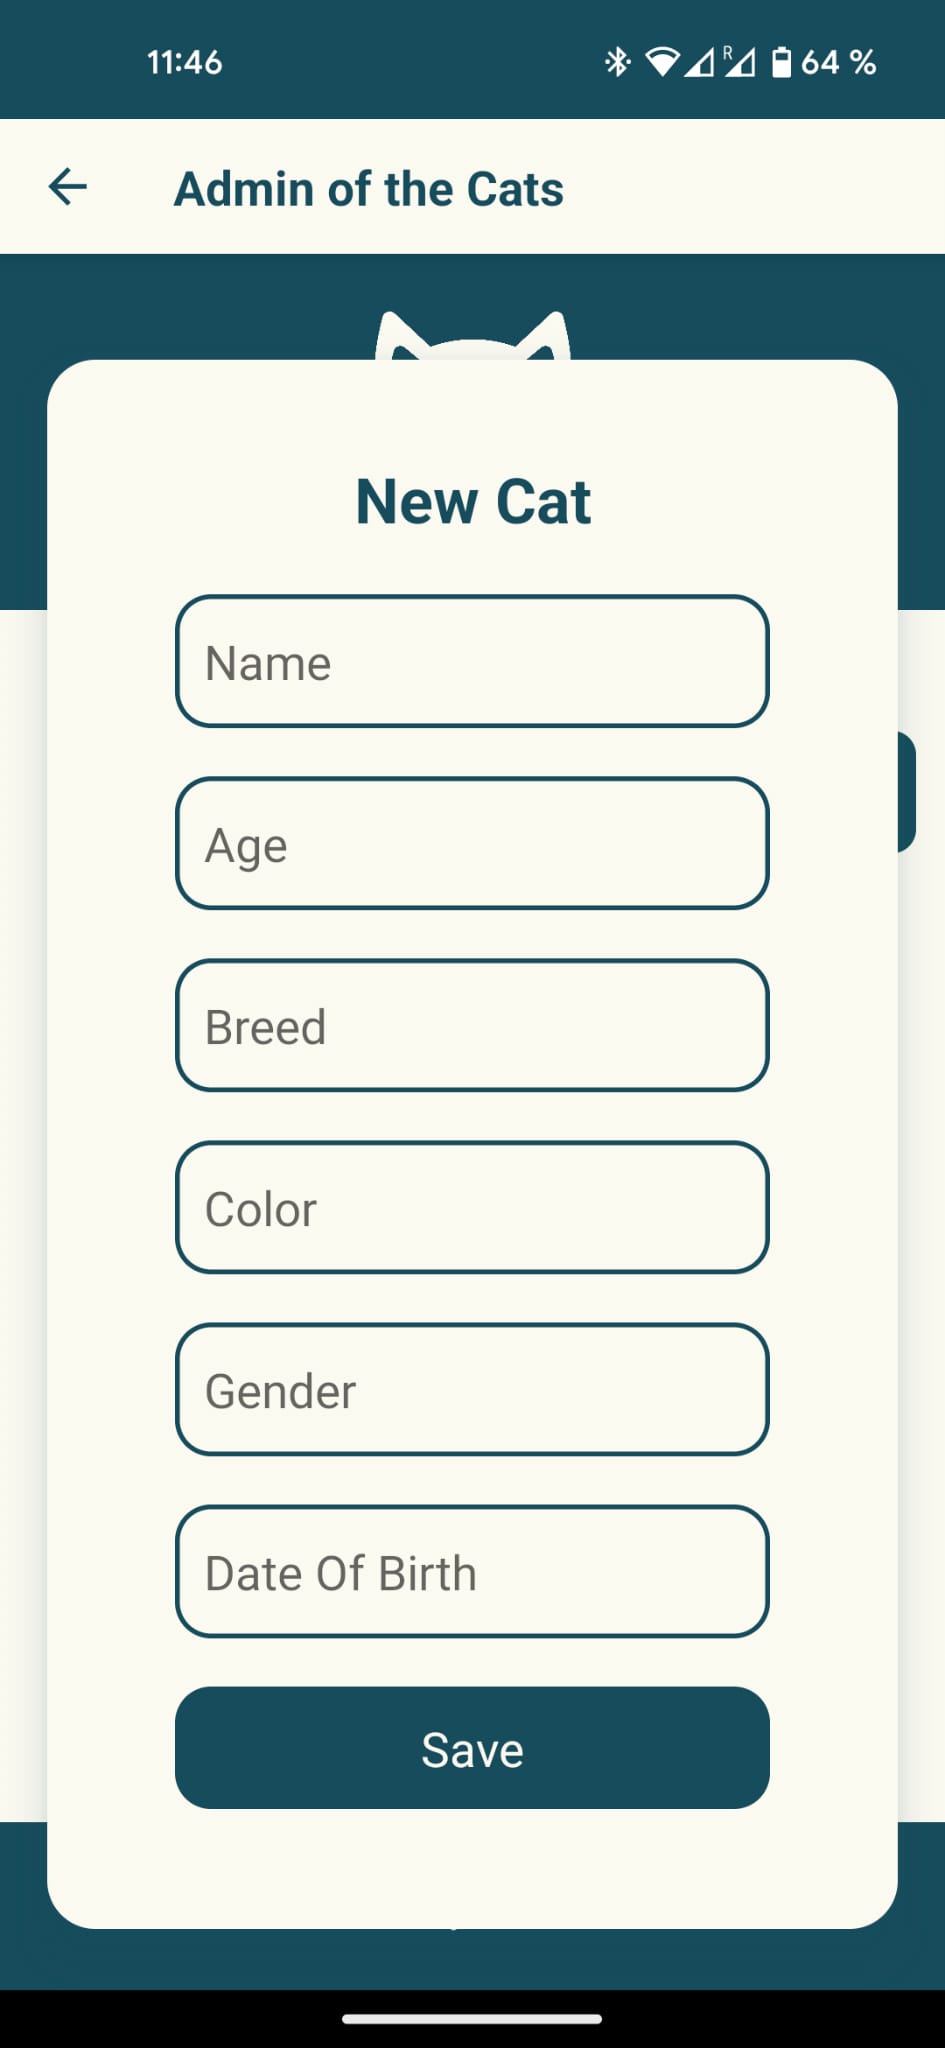 11:46
R
64 %
Admin of the Cats
New Cat
Name
Age
Breed
Color
Gender
Date Of Birth
Save